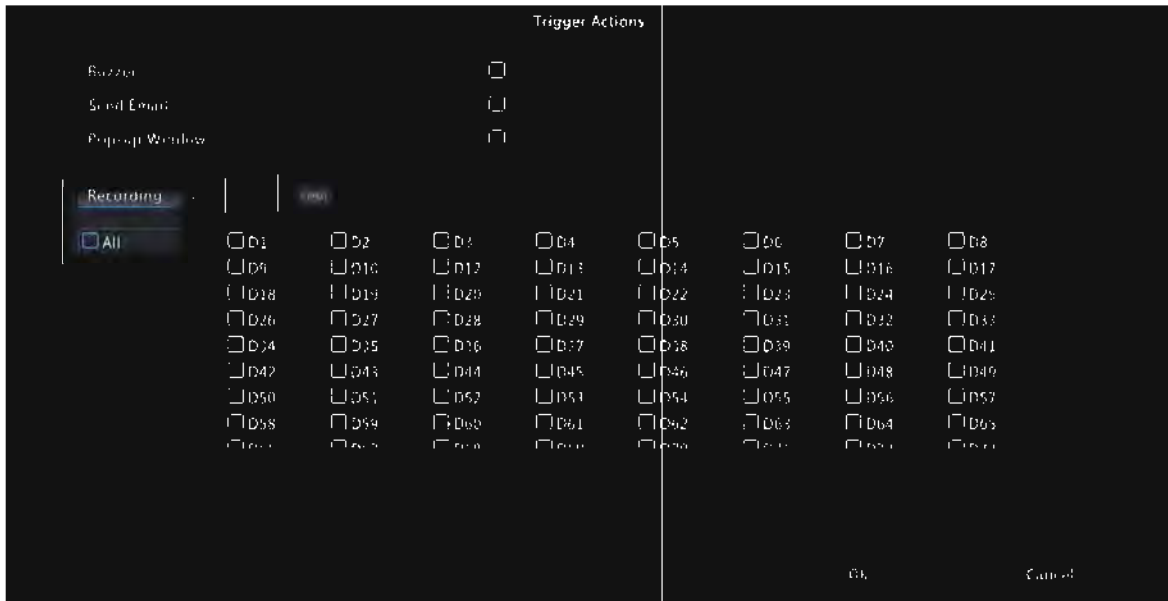 Trigger Actions
Buzzer
Send Email
Pop-up Window
Recording
All D1 D2 D3 D4 D5 D6 D7 D8
D9 D10 D12 D13 D14 D15 D16 D17
D18 D19 D20 D21 D22 D23 D24 D25
D26 D27 D28 D29 D30 D31 D32 D33
D34 D35 D36 D37 D38 D39 D40 D41
D42 D43 D44 D45 D46 D47 D48 D49
D50 D51 D52 D53 D54 D55 D56 D57
D58 D59 D60 D61 D62 D63 D64 D65
OK Cancel